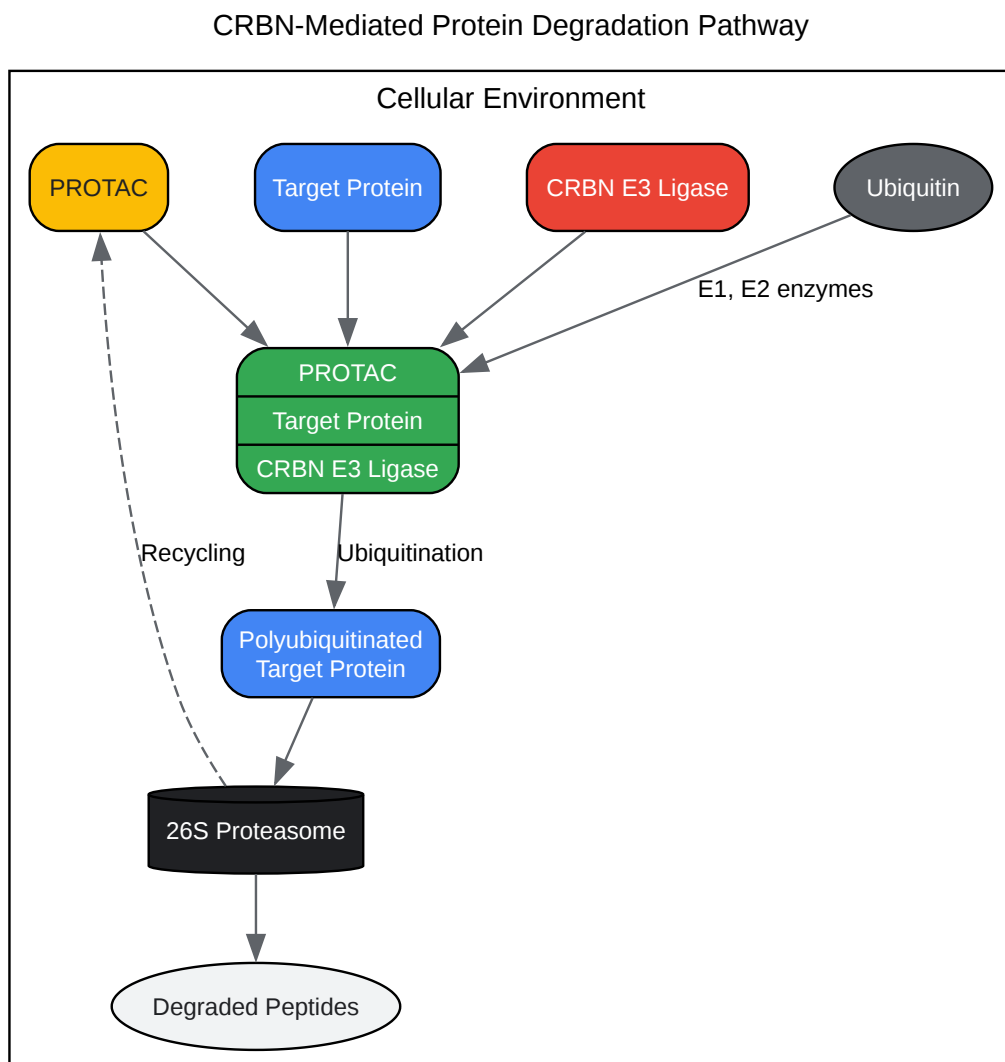 CRBN-Mediated Protein Degradation Pathway
Cellular Environment
PROTAC
Target Protein
CRBN E3 Ligase
Ubiquitin
E1, E2 enzymes
PROTAC
Target Protein
CRBN E3 Ligase
Recycling
Ubiquitination
Polyubiquitinated
Target Protein
26S Proteasome
Degraded Peptides